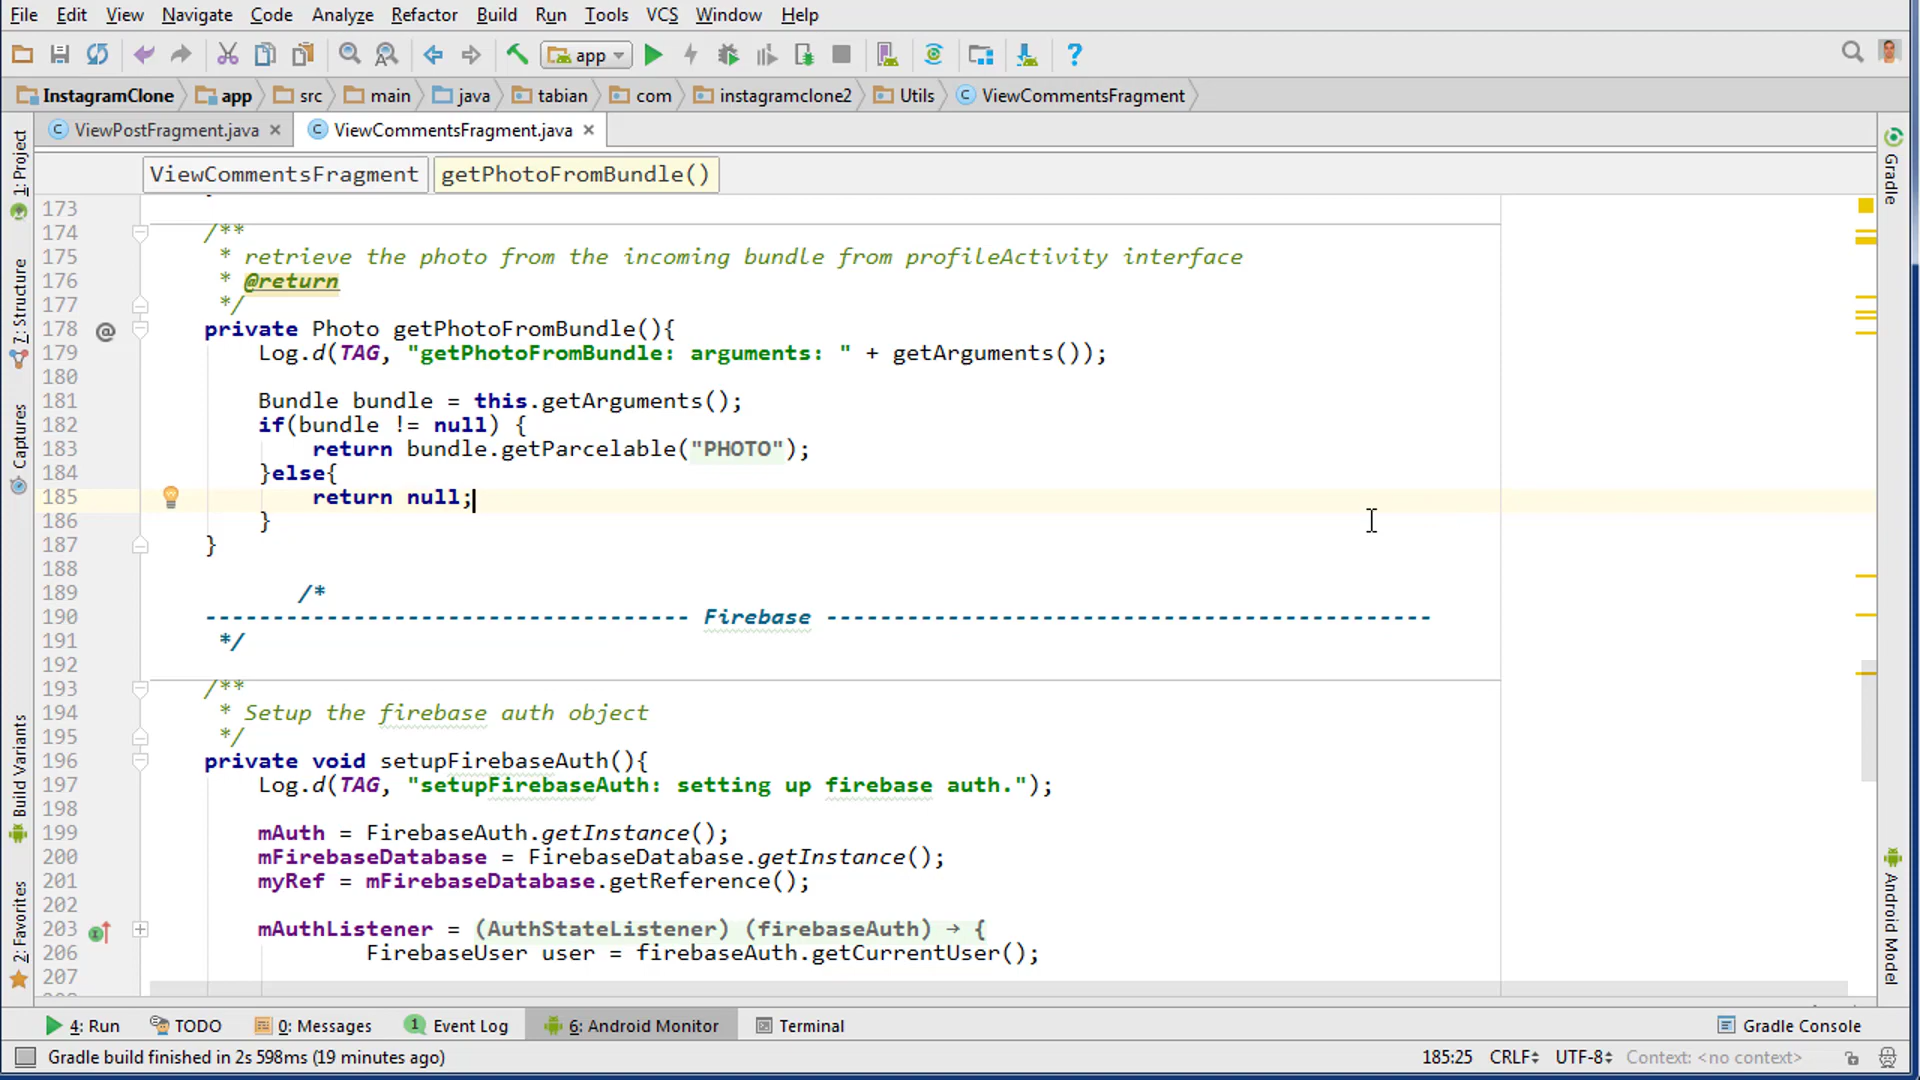 File Edit View Navigate Code Analyze Refactor Build Run Tools VCS Window Help
app
InstagramClone app src main java tabian com instagramclone2 Utils ViewCommentsFragment
ViewPostFragment.java ViewCommentsFragment.java
ViewCommentsFragment getPhotoFromBundle()
173
174 /**
175 * retrieve the photo from the incoming bundle from profileActivity interface
176 * @return
177 */
178 private Photo getPhotoFromBundle(){
179 Log.d(TAG, "getPhotoFromBundle: arguments: " + getArguments());
180
181 Bundle bundle = this.getArguments();
182 if(bundle != null) {
183 return bundle.getParcelable("PHOTO");
184 }else{
185 return null;
186 }
187 }
188
189 /*
190 ------------------------------------ Firebase ---------------------------------------------
191 */
192
193 /**
194 * Setup the firebase auth object
195 */
196 private void setupFirebaseAuth(){
197 Log.d(TAG, "setupFirebaseAuth: setting up firebase auth.");
198
199 mAuth = FirebaseAuth.getInstance();
200 mFirebaseDatabase = FirebaseDatabase.getInstance();
201 myRef = mFirebaseDatabase.getReference();
202
203 mAuthListener = (AuthStateListener) (firebaseAuth) → {
206 FirebaseUser user = firebaseAuth.getCurrentUser();
207
1: Project
7: Structure
Captures
Build Variants
2: Favorites
Gradle
Android Model
4: Run TODO 0: Messages 1 Event Log 6: Android Monitor Terminal Gradle Console
Gradle build finished in 2s 598ms (19 minutes ago) 185:25 CRLF UTF-8 Context: <no context>